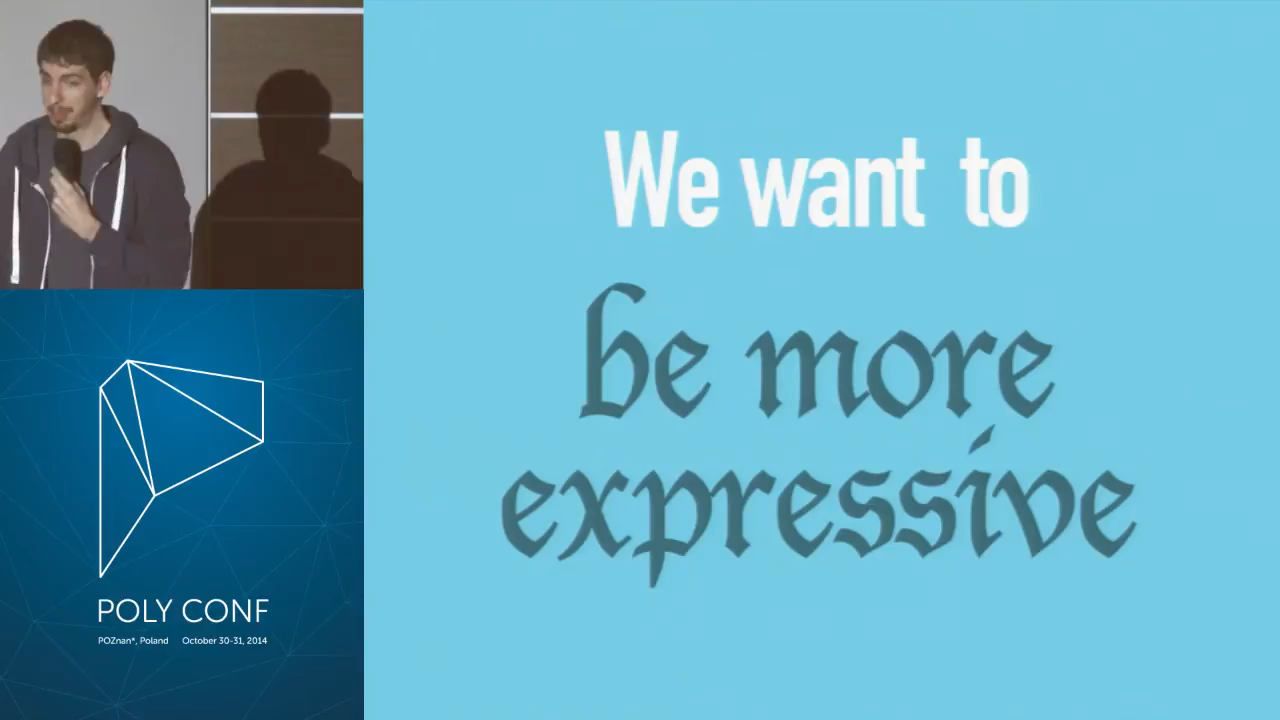 We want to
be more
expressive
POLY CONF
POZnan*, Poland October 30-31, 2014